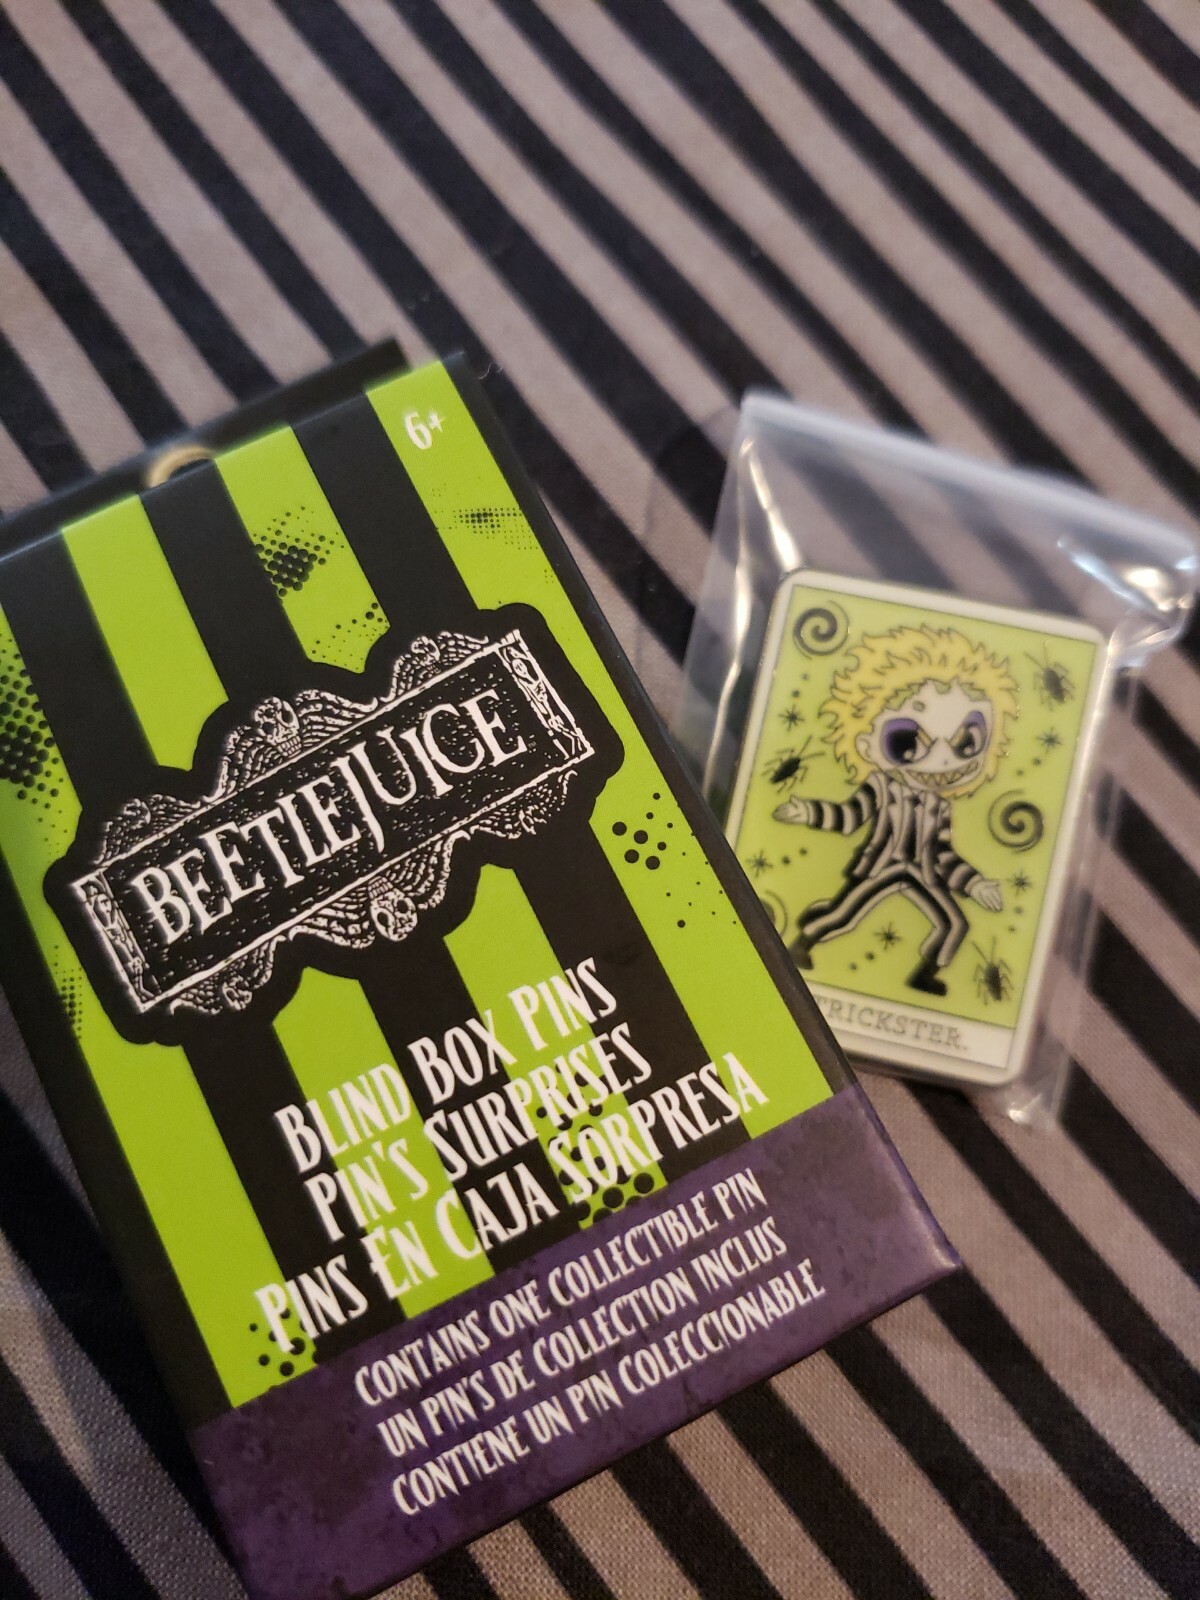 6+
BEETLEJUICE
BLIND BOX PINS
PIN'S SURPRISES
PINS EN CAJA SORPRESA
CONTAINS ONE COLLECTIBLE PIN
UN PIN'S DE COLLECTION INCLUS
CONTIENE UN PIN COLECCIONABLE
TRICKSTER.